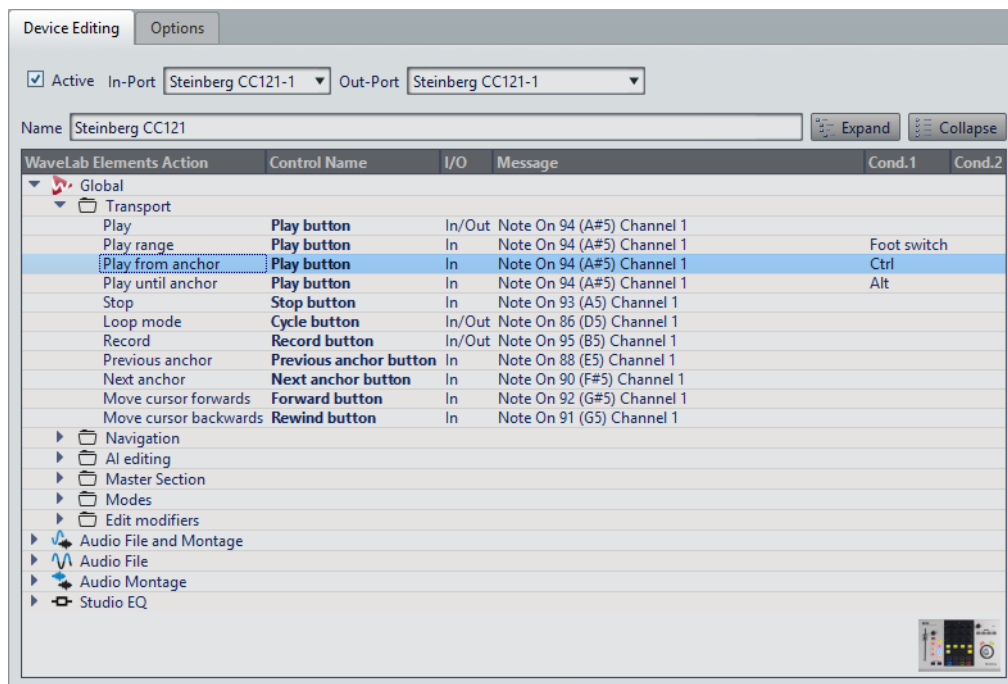 Device Editing Options
Active In-Port Steinberg CC121-1 Out-Port Steinberg CC121-1
Name Steinberg CC121 Expand Collapse
WaveLab Elements Action Control Name I/O Message Cond.1 Cond.2
Global
Transport
Play Play button In/Out Note On 94 (A#5) Channel 1
Play range Play button In Note On 94 (A#5) Channel 1 Foot switch
Play from anchor Play button In Note On 94 (A#5) Channel 1 Ctrl
Play until anchor Play button In Note On 94 (A#5) Channel 1 Alt
Stop Stop button In Note On 93 (A5) Channel 1
Loop mode Cycle button In/Out Note On 86 (D5) Channel 1
Record Record button In/Out Note On 95 (B5) Channel 1
Previous anchor Previous anchor button In Note On 88 (E5) Channel 1
Next anchor Next anchor button In Note On 90 (F#5) Channel 1
Move cursor forwards Forward button In Note On 92 (G#5) Channel 1
Move cursor backwards Rewind button In Note On 91 (G5) Channel 1
Navigation
AI editing
Master Section
Modes
Edit modifiers
Audio File and Montage
Audio File
Audio Montage
Studio EQ